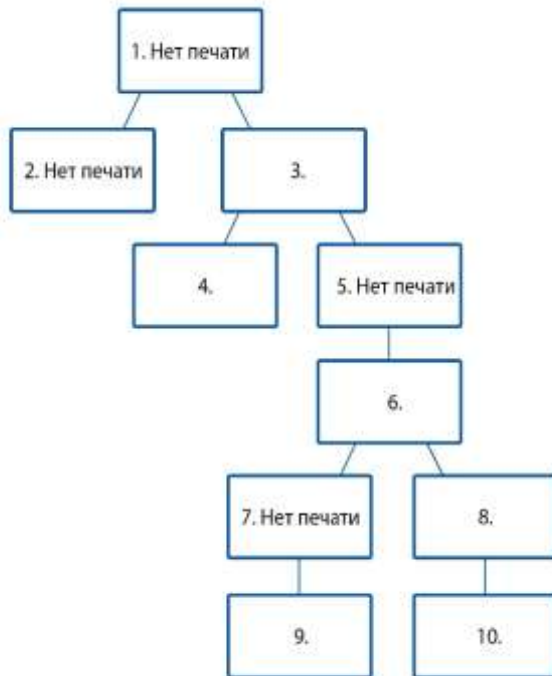 1. Нет печати
2. Нет печати
3.
4.
5. Нет печати
6.
7. Нет печати
8.
9.
10.